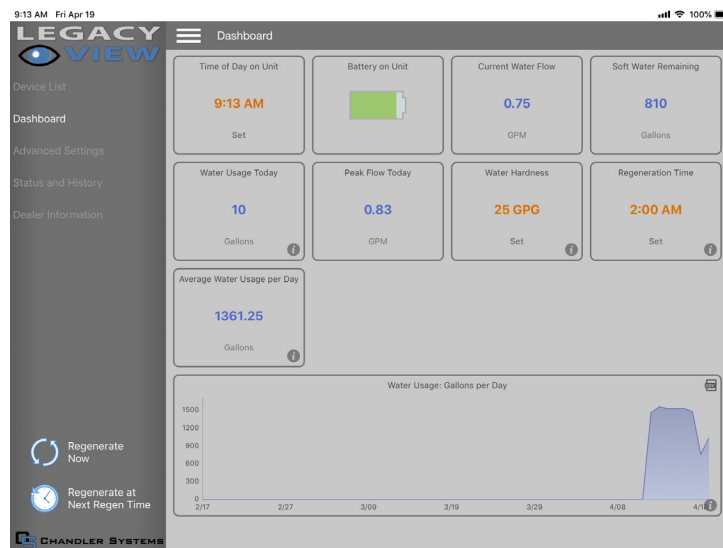 9:13 AM Fri Apr 19
100%
LEGACY
VIEW
Device List
Dashboard
Advanced Settings
Status and History
Dealer Information
Regenerate
Now
Regenerate at
Next Regen Time
CHANDLER SYSTEMS
Dashboard
Time of Day on Unit
9:13 AM
Set
Battery on Unit
Current Water Flow
0.75
GPM
Soft Water Remaining
810
Gallons
Water Usage Today
10
Gallons
Peak Flow Today
0.83
GPM
Water Hardness
25 GPG
Set
Regeneration Time
2:00 AM
Set
Average Water Usage per Day
1361.25
Gallons
Water Usage: Gallons per Day
1500
1200
900
600
300
0
2/17 2/27 3/09 3/19 3/29 4/08